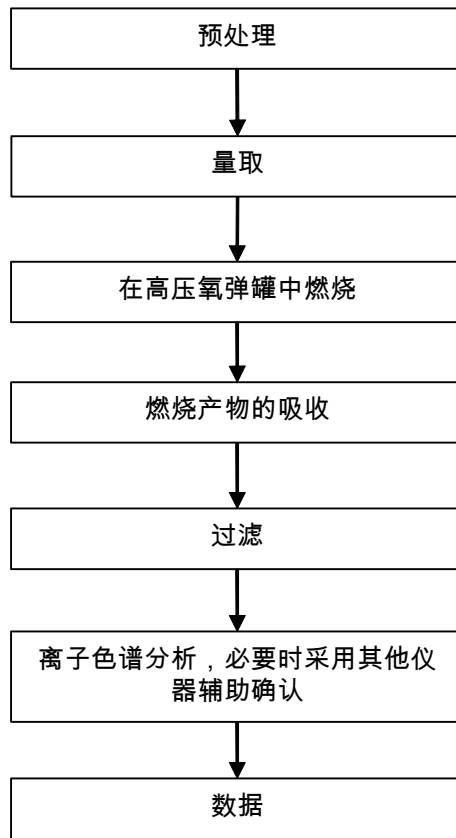 预处理
量取
在高压氧弹罐中燃烧
燃烧产物的吸收
过滤
离子色谱分析，必要时采用其他仪
器辅助确认
数据